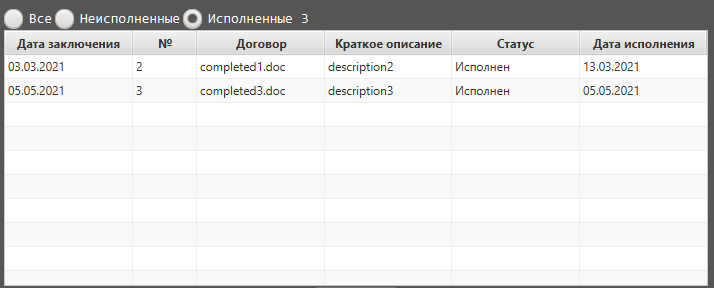 Все Неисполненные Исполненные 3
Дата заключения № Договор Краткое описание Статус Дата исполнения
03.03.2021 2 completed1.doc description2 Исполнен 13.03.2021
05.05.2021 3 completed3.doc description3 Исполнен 05.05.2021